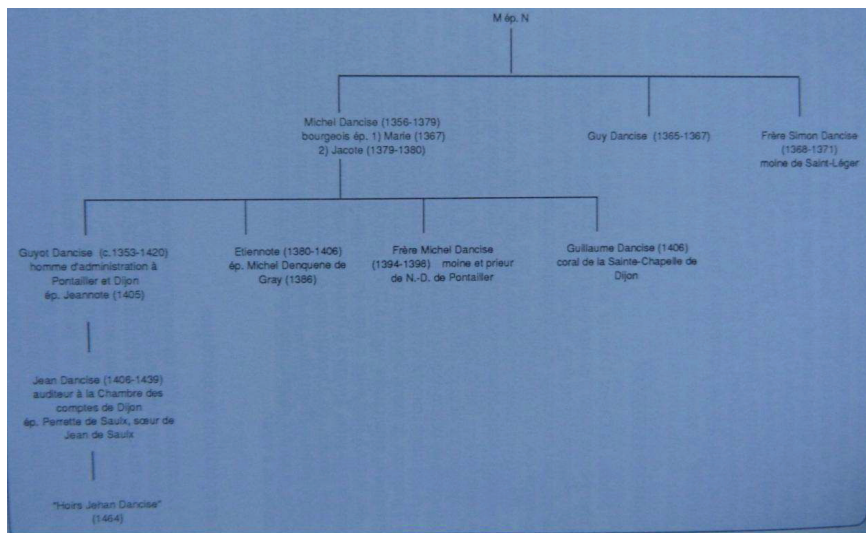 M ép. N
Michel Dancise (1356-1379)
bourgeois ép. 1) Marie (1367)
2) Jacote (1379-1380)
Guy Dancise (1365-1367)
Frère Simon Dancise
(1368-1371)
moine de Saint-Léger
Guyot Dancise (c.1353-1420)
homme d'administration à
Pontailler et Dijon
ép. Jeannote (1405)
Etiennote (1380-1406)
ép. Michel Denquene de
Gray (1386)
Frère Michel Dancise
(1394-1398) moine et prieur
de N.-D. de Pontailler
Guillaume Dancise (1406)
coral de la Sainte-Chapelle de
Dijon
Jean Dancise (1406-1439)
auditeur à la Chambre des
comptes de Dijon
ép. Perrette de Saulx, sœur de
Jean de Saulx
"Hoirs Jehan Dancise"
(1464)